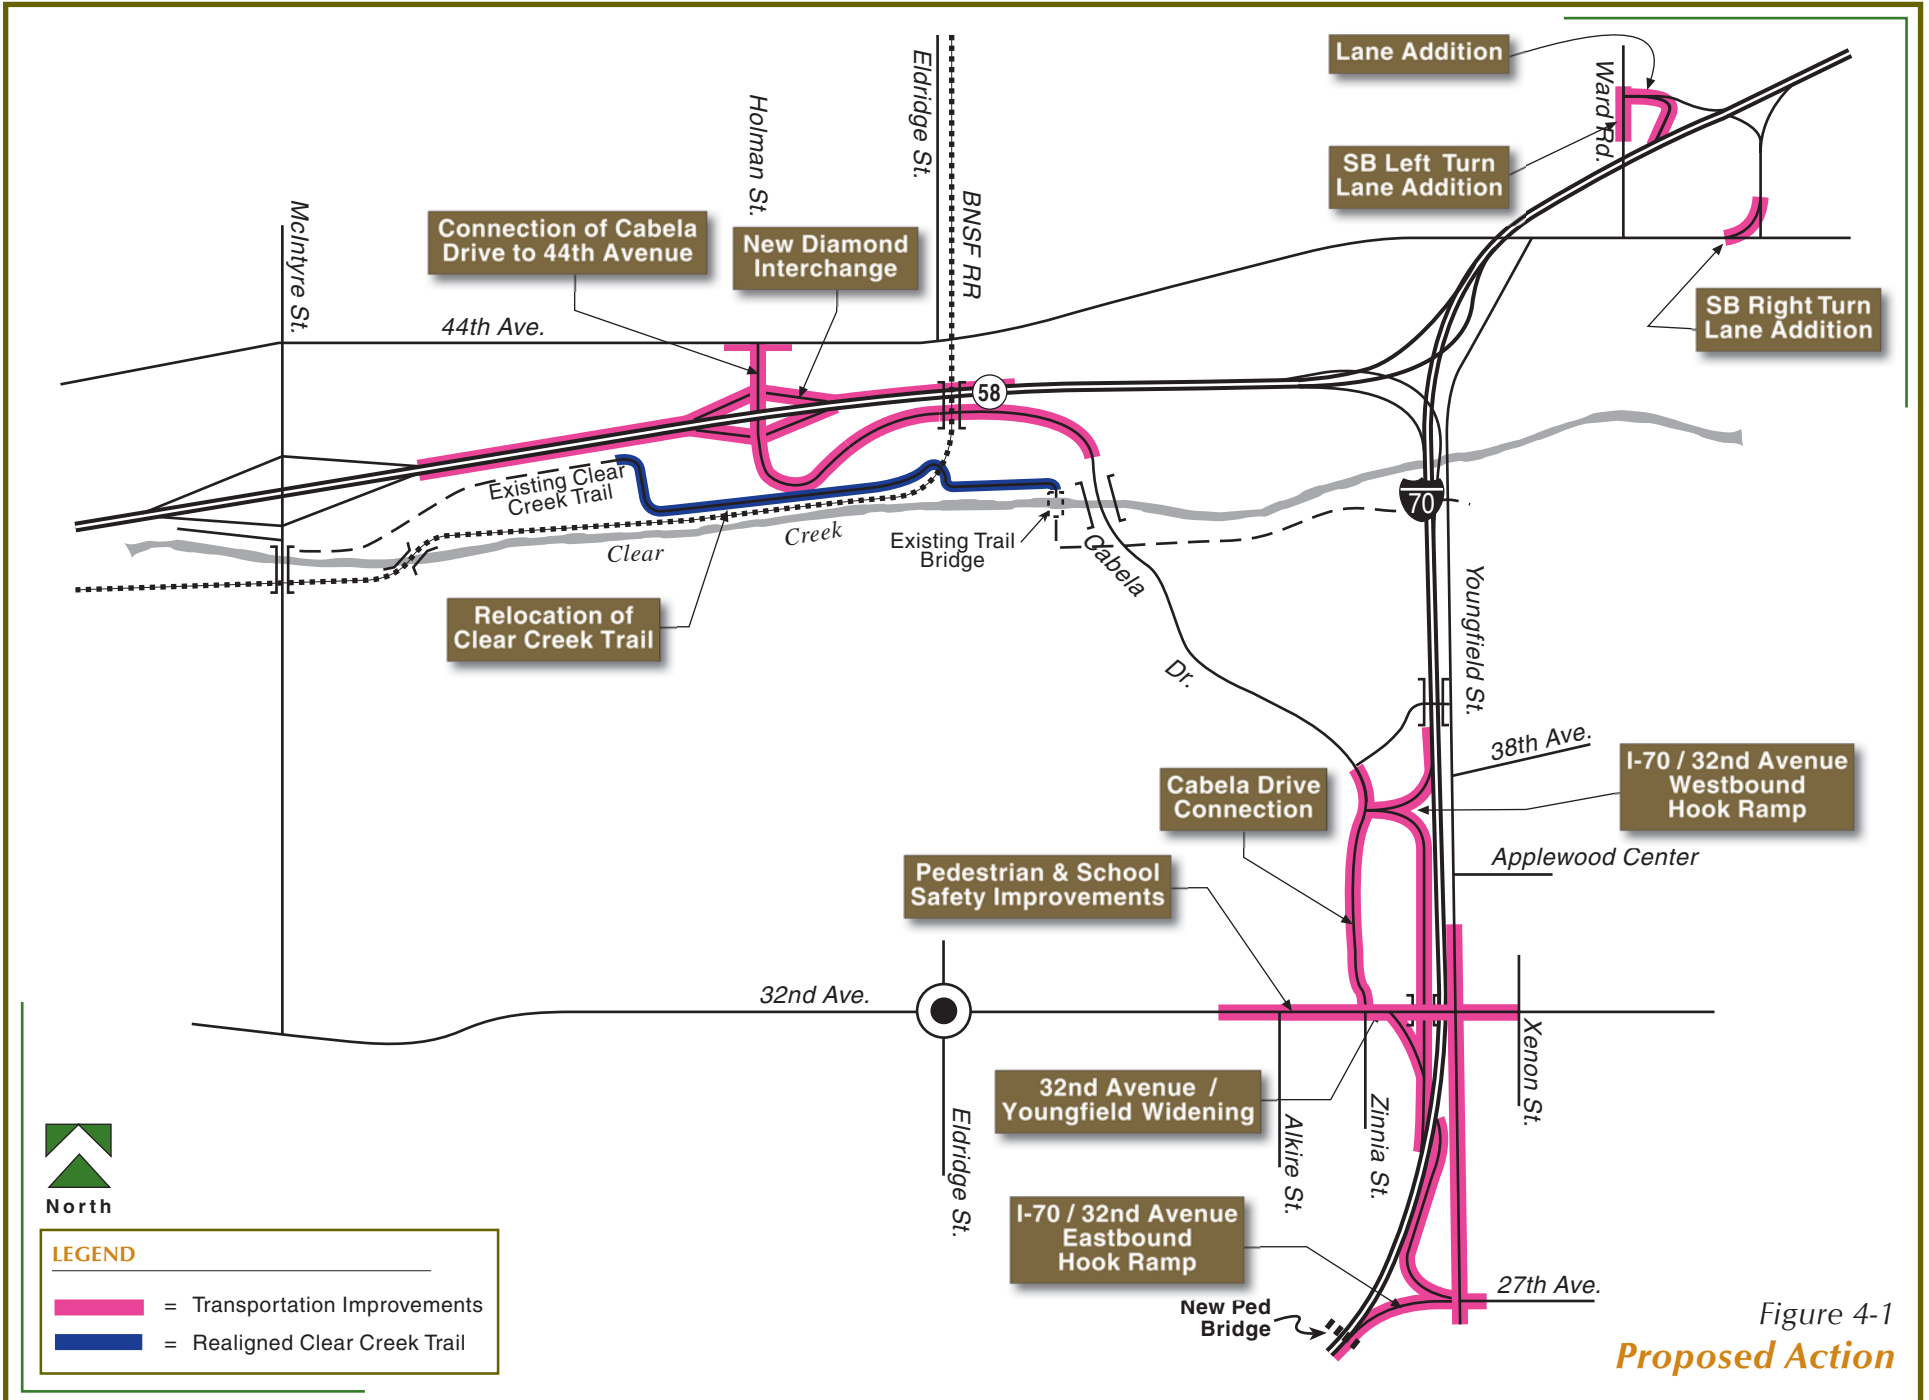 Lane Addition
Ward Rd.
SB Left Turn
Lane Addition
SB Right Turn
Lane Addition
Eldridge St.
BNSF RR
Holman St.
McIntyre St.
Connection of Cabela
Drive to 44th Avenue
New Diamond
Interchange
44th Ave.
58
Existing Clear
Creek Trail
Clear
Creek
Existing Trail
Bridge
Cabela
Dr.
70
Youngfield St.
Relocation of
Clear Creek Trail
38th Ave.
I-70 / 32nd Avenue
Westbound
Hook Ramp
Cabela Drive
Connection
Applewood Center
Pedestrian & School
Safety Improvements
32nd Ave.
Xenon St.
32nd Avenue /
Youngfield Widening
Alkire St.
Zinnia St.
Eldridge St.
I-70 / 32nd Avenue
Eastbound
Hook Ramp
27th Ave.
New Ped
Bridge
North
LEGEND
= Transportation Improvements
= Realigned Clear Creek Trail
Figure 4-1
Proposed Action